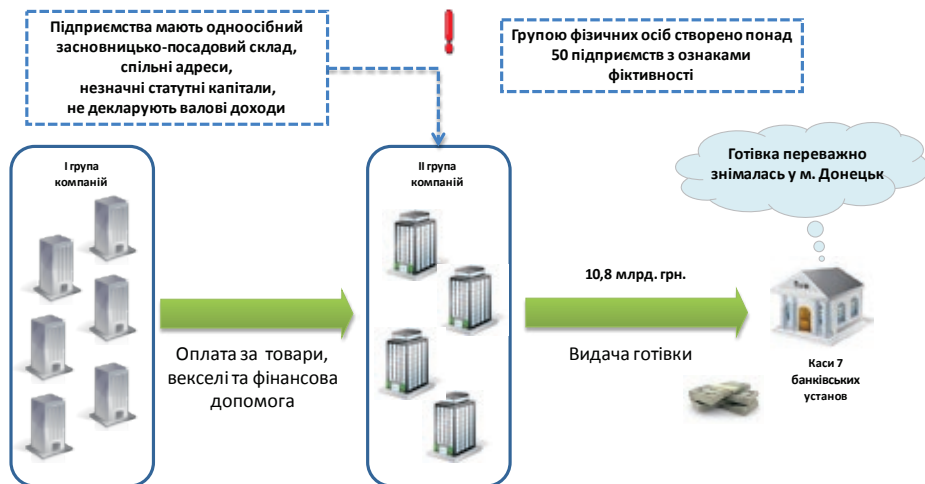 Підприємства мають одноосібний
засновницько-посадовий склад,
спільні адреси,
незначні статутні капітали,
не декларують валові доходи
Групою фізичних осіб створено понад
50 підприємств з ознаками
фіктивності
І група
компаній
ІІ група
компаній
Готівка переважно
знімалась у м. Донецьк
10,8 млрд. грн.
Оплата за товари,
векселі та фінансова
допомога
Видача готівки
Каси 7
банківських
установ